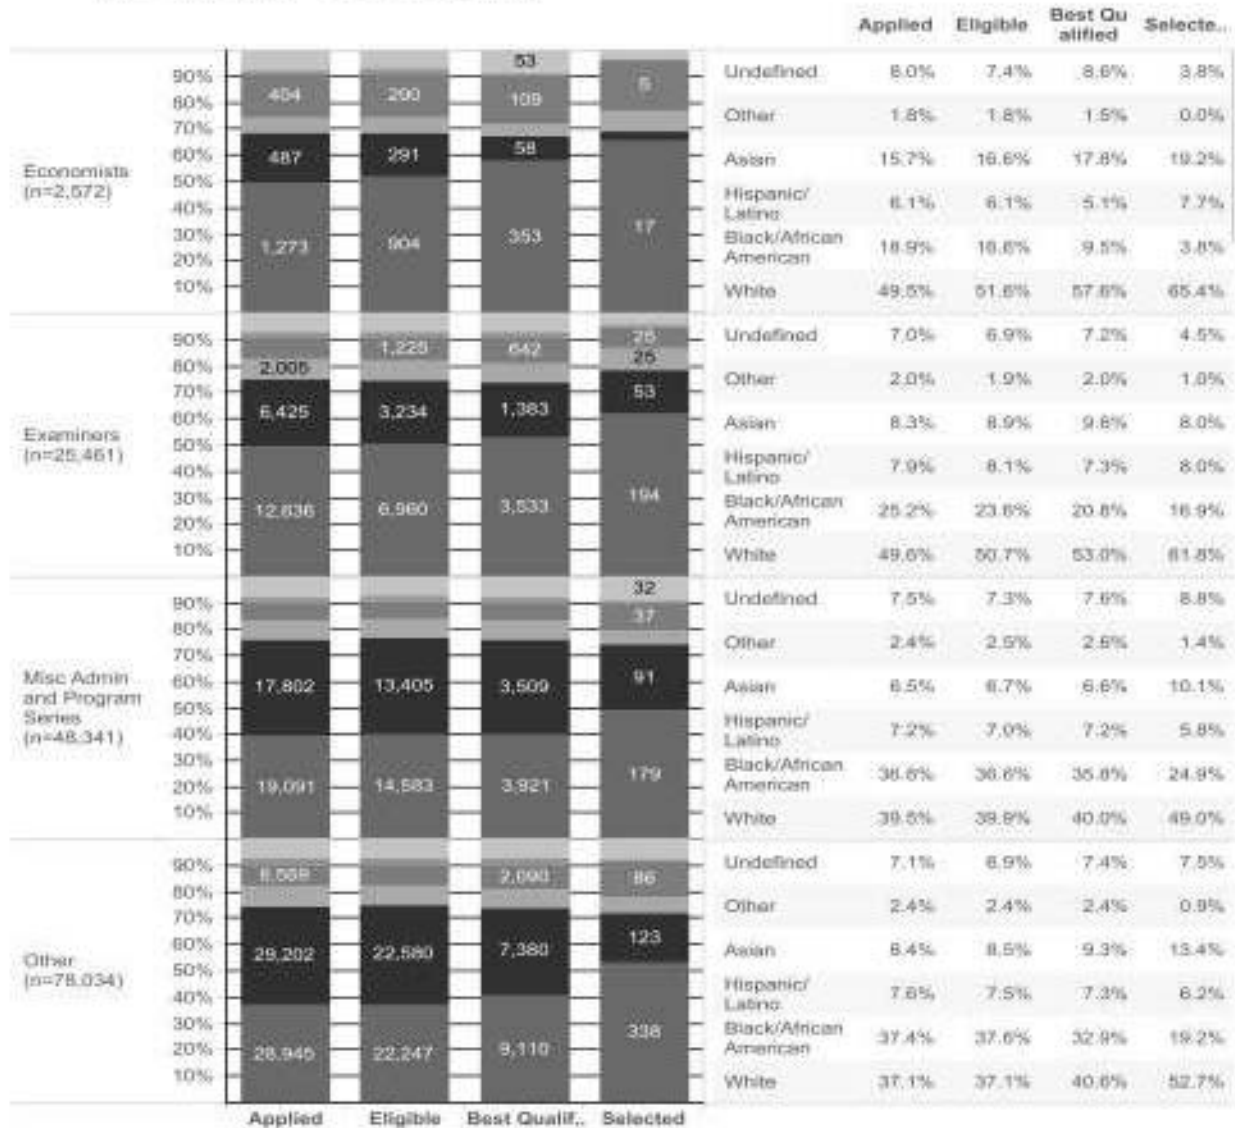 Applied Eligible Best Qu alified Selecte..
Economists (n=2,572)
90%
80%
70%
60%
50%
40%
30%
20%
10%
53
404 290 109 5
487 291 58
1,273 904 353 17
Undefined 8.0% 7.4% 8.6% 3.8%
Other 1.8% 1.8% 1.5% 0.0%
Asian 15.7% 16.6% 17.8% 19.2%
Hispanic/ Latino 6.1% 6.1% 5.1% 7.7%
Black/African American 18.9% 16.6% 9.5% 3.8%
White 49.5% 51.6% 57.6% 65.4%
Examiners (n=25,461)
90%
80%
70%
60%
50%
40%
30%
20%
10%
1,225 642 25
2,005 25
6,425 3,234 1,383 53
12,636 6,960 3,533 194
Undefined 7.0% 6.9% 7.2% 4.5%
Other 2.0% 1.9% 2.0% 1.0%
Asian 8.3% 8.9% 9.6% 8.0%
Hispanic/ Latino 7.9% 8.1% 7.3% 8.0%
Black/African American 25.2% 23.6% 20.8% 16.9%
White 49.6% 50.7% 53.0% 61.8%
Misc Admin and Program Series (n=48,341)
90%
80%
70%
60%
50%
40%
30%
20%
10%
32
37
17,802 13,405 3,509 91
19,091 14,583 3,921 179
Undefined 7.5% 7.3% 7.6% 8.8%
Other 2.4% 2.5% 2.6% 1.4%
Asian 6.5% 6.7% 6.6% 10.1%
Hispanic/ Latino 7.2% 7.0% 7.2% 5.8%
Black/African American 36.8% 36.6% 35.8% 24.9%
White 39.5% 39.9% 40.0% 49.0%
Other (n=78,034)
90%
80%
70%
60%
50%
40%
30%
20%
10%
2,090 86
29,202 22,580 7,380 123
28,945 22,247 9,110 338
Undefined 7.1% 6.9% 7.4% 7.5%
Other 2.4% 2.4% 2.4% 0.9%
Asian 8.4% 8.5% 9.3% 13.4%
Hispanic/ Latino 7.6% 7.5% 7.3% 6.2%
Black/African American 37.4% 37.6% 32.9% 19.2%
White 37.1% 37.1% 40.6% 52.7%
Applied Eligible Best Qualif.. Selected